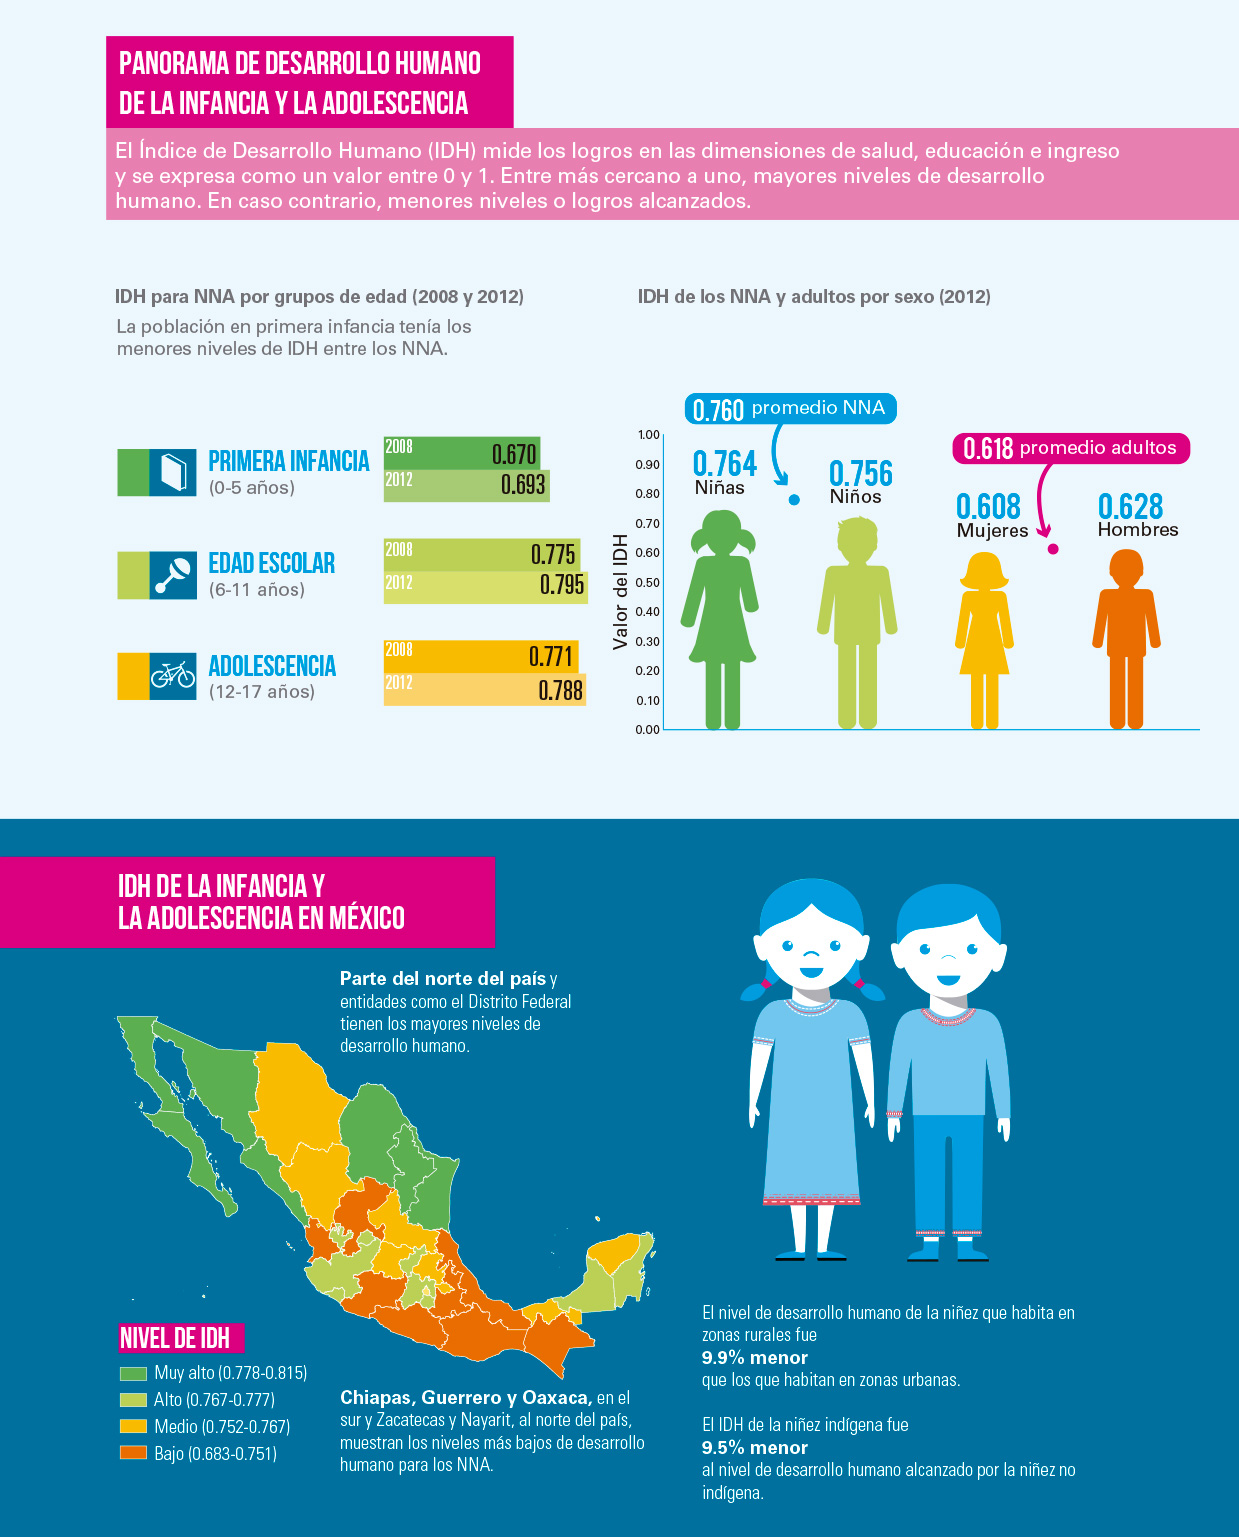 PANORAMA DE DESARROLLO HUMANO
DE LA INFANCIA Y LA ADOLESCENCIA
El Índice de Desarrollo Humano (IDH) mide los logros en las dimensiones de salud, educación e ingreso
y se expresa como un valor entre 0 y 1. Entre más cercano a uno, mayores niveles de desarrollo
humano. En caso contrario, menores niveles o logros alcanzados.
IDH para NNA por grupos de edad (2008 y 2012)
La población en primera infancia tenía los
menores niveles de IDH entre los NNA.
PRIMERA INFANCIA
(0-5 años)
2008
0.670
2012
0.693
EDAD ESCOLAR
(6-11 años)
2008
0.775
2012
0.795
ADOLESCENCIA
(12-17 años)
2008
0.771
2012
0.788
IDH de los NNA y adultos por sexo (2012)
0.760 promedio NNA
0.618 promedio adultos
Valor del IDH
1.00
0.90
0.80
0.70
0.60
0.50
0.40
0.30
0.20
0.10
0.00
0.764
Niñas
0.756
Niños
0.608
Mujeres
0.628
Hombres
IDH DE LA INFANCIA Y
LA ADOLESCENCIA EN MÉXICO
Parte del norte del país y
entidades como el Distrito Federal
tienen los mayores niveles de
desarrollo humano.
NIVEL DE IDH
Muy alto (0.778-0.815)
Alto (0.767-0.777)
Medio (0.752-0.767)
Bajo (0.683-0.751)
Chiapas, Guerrero y Oaxaca, en el
sur y Zacatecas y Nayarit, al norte del país,
muestran los niveles más bajos de desarrollo
humano para los NNA.
El nivel de desarrollo humano de la niñez que habita en
zonas rurales fue
9.9% menor
que los que habitan en zonas urbanas.
El IDH de la niñez indígena fue
9.5% menor
al nivel de desarrollo humano alcanzado por la niñez no
indígena.